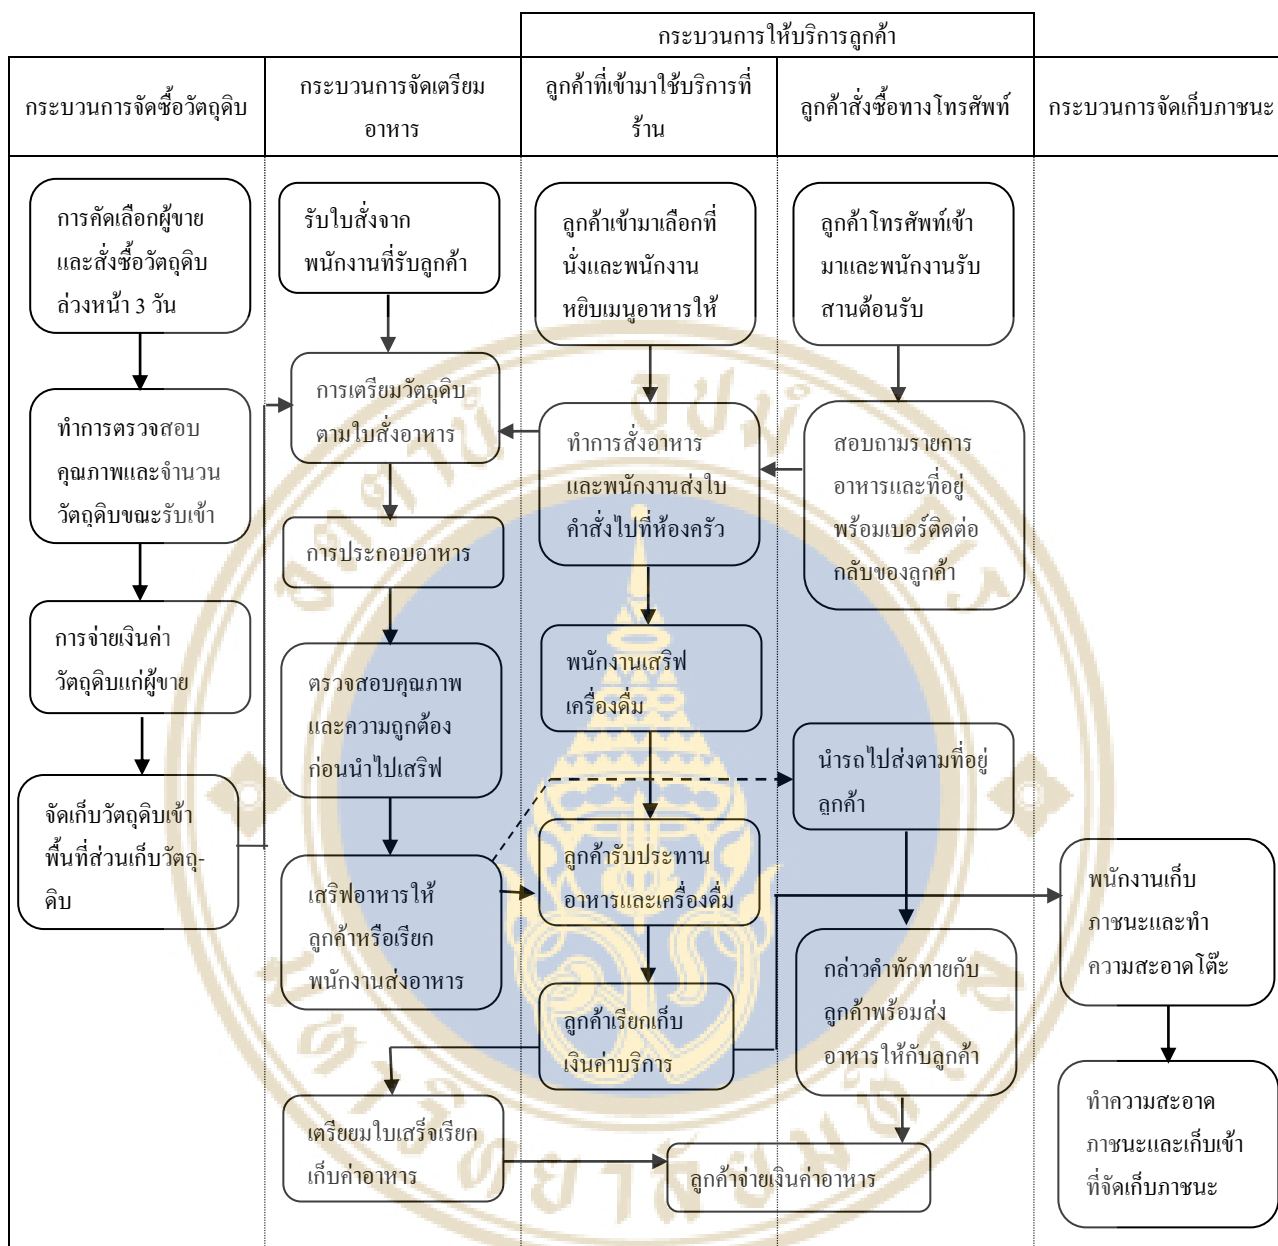 กระบวนการให้บริการลูกค้า
กระบวนการจัดซื้อวัตถุดิบ
กระบวนการจัดเตรียม
อาหาร
ลูกค้าที่เข้ามาใช้บริการที่
ร้าน
ลูกค้าสั่งซื้อทางโทรศัพท์
กระบวนการจัดเก็บภาชนะ
การคัดเลือกผู้ขาย
และสั่งซื้อวัตถุดิบ
ล่วงหน้า 3 วัน
ทำการตรวจสอบ
คุณภาพและจำนวน
วัตถุดิบขณะรับเข้า
การจ่ายเงินค่า
วัตถุดิบแก่ผู้ขาย
จัดเก็บวัตถุดิบเข้า
พื้นที่ส่วนเก็บวัตถุ-
ดิบ
รับใบสั่งจาก
พนักงานที่รับลูกค้า
การเตรียมวัตถุดิบ
ตามใบสั่งอาหาร
การประกอบอาหาร
ตรวจสอบคุณภาพ
และความถูกต้อง
ก่อนนำไปเสริฟ
เสริฟอาหารให้
ลูกค้าหรือเรียก
พนักงานส่งอาหาร
เตรียยมใบเสร็จเรียก
เก็บค่าอาหาร
ลูกค้าเข้ามาเลือกที่
นั่งและพนักงาน
หยิบเมนูอาหารให้
ทำการสั่งอาหาร
และพนักงานส่งใบ
คำสั่งไปที่ห้องครัว
พนักงานเสริฟ
เครื่องดื่ม
ลูกค้ารับประทาน
อาหารและเครื่องดื่ม
ลูกค้าเรียกเก็บ
เงินค่าบริการ
ลูกค้าจ่ายเงินค่าอาหาร
ลูกค้าโทรศัพท์เข้า
มาและพนักงานรับ
สานต้อนรับ
สอบถามรายการ
อาหารและที่อยู่
พร้อมเบอร์ติดต่อ
กลับของลูกค้า
นำรถไปส่งตามที่อยู่
ลูกค้า
กล่าวคำทักทายกับ
ลูกค้าพร้อมส่ง
อาหารให้กับลูกค้า
พนักงานเก็บ
ภาชนะและทำ
ความสะอาดโต๊ะ
ทำความสะอาด
ภาชนะและเก็บเข้า
ที่จัดเก็บภาชนะ